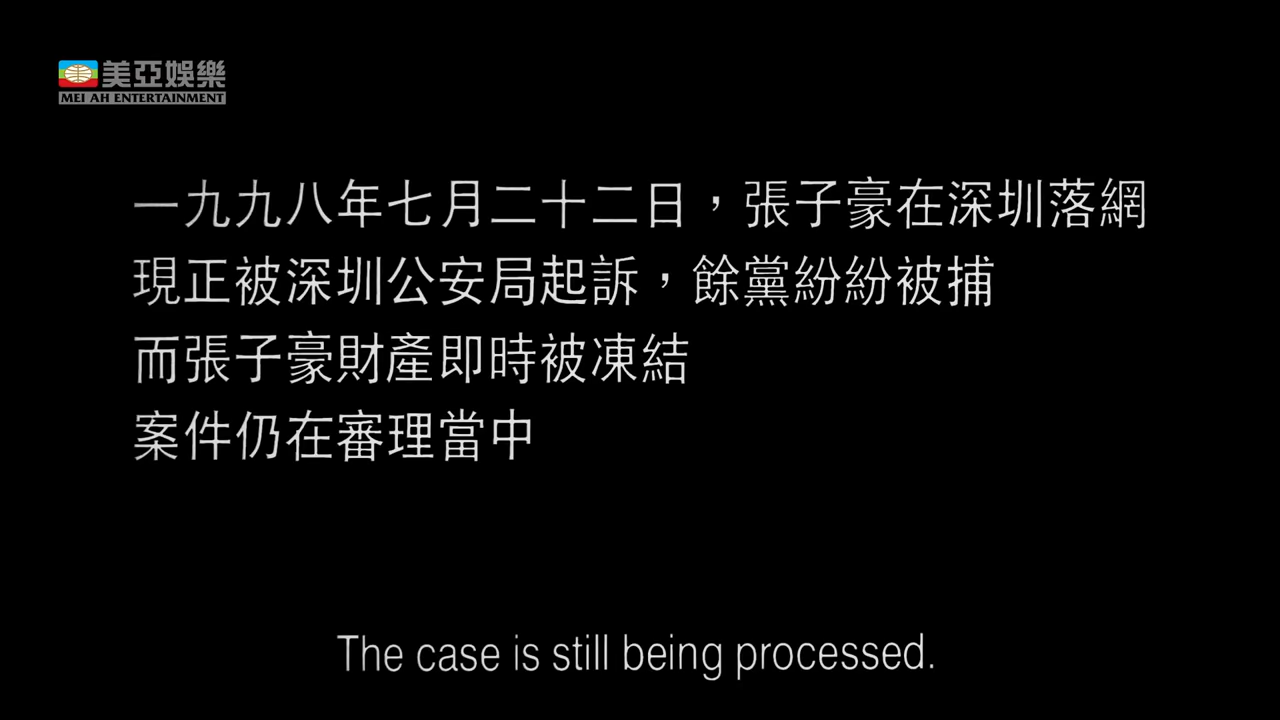 美亞娛樂
MEI AH ENTERTAINMENT
一九九八年七月二十二日，張子豪在深圳落網
現正被深圳公安局起訴，餘黨紛紛被捕
而張子豪財產即時被凍結
案件仍在審理當中
The case is still being processed.